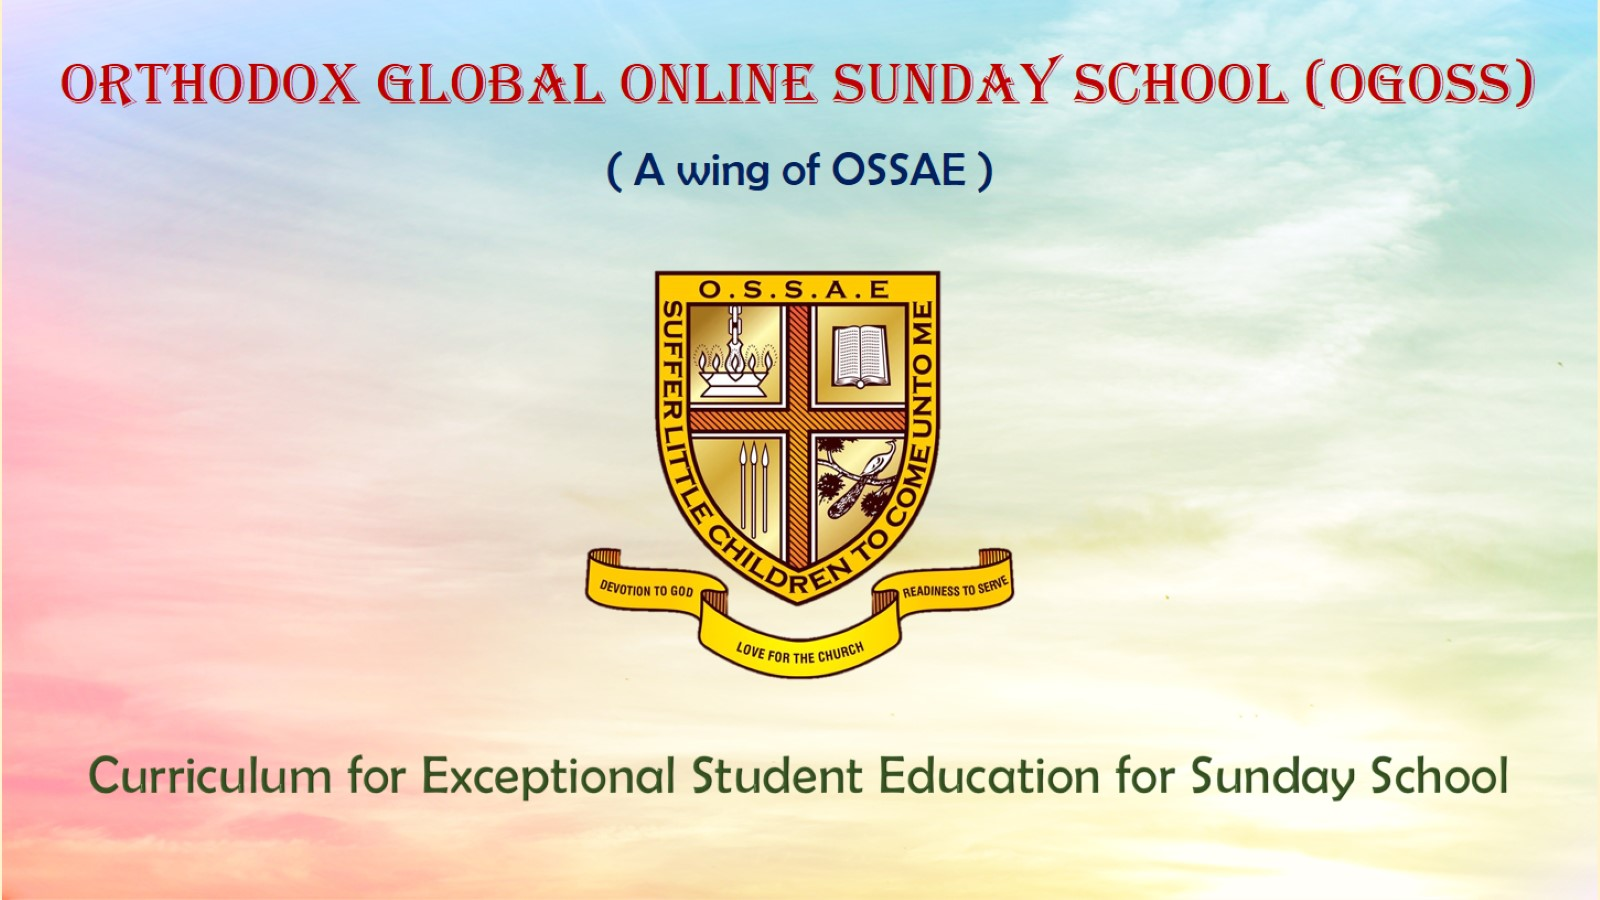 ORTHODOX GLOBAL ONLINE SUNDAY SCHOOL (OGOSS)
( A wing of OSSAE )
O.S.S.A.E
SUFFER LITTLE CHILDREN TO COME UNTO ME
DEVOTION TO GOD
LOVE FOR THE CHURCH
READINESS TO SERVE
Curriculum for Exceptional Student Education for Sunday School